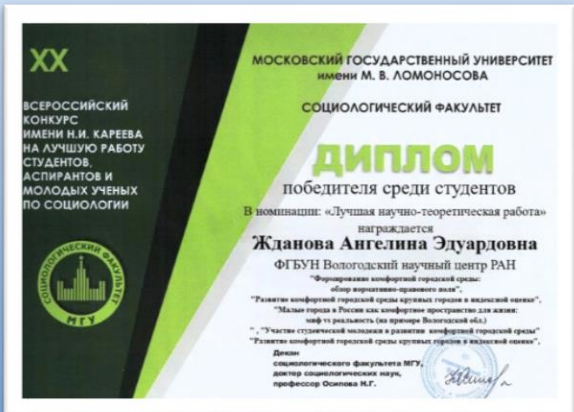 XX
ВСЕРОССИЙСКИЙ
КОНКУРС
ИМЕНИ Н.И. КАРЕЕВА
НА ЛУЧШУЮ РАБОТУ
СТУДЕНТОВ,
АСПИРАНТОВ И
МОЛОДЫХ УЧЕНЫХ
ПО СОЦИОЛОГИИ
СОЦИОЛОГИЧЕСКИЙ ФАКУЛЬТЕТ
МГУ
МОСКОВСКИЙ ГОСУДАРСТВЕННЫЙ УНИВЕРСИТЕТ
имени М. В. ЛОМОНОСОВА
СОЦИОЛОГИЧЕСКИЙ ФАКУЛЬТЕТ
ДИПЛОМ
победителя среди студентов
В номинации: «Лучшая научно-теоретическая работа»
награждается
Жданова Ангелина Эдуардовна
ФГБУН Вологодский научный центр РАН
"Формирование комфортной городской среды:
обзор нормативно-правового поля",
"Развитие комфортной городской среды крупных городов в индексной оценке",
"Малые города в России как комфортное пространство для жизни:
миф vs реальность (на примере Вологодской обл.)
", "Участие студенческой молодежи в развитии комфортной городской среды"
"Развитие комфортной городской среды крупных городов в индексной оценке",
Декан
социологического факультета МГУ,
доктор социологических наук,
профессор Осипова Н.Г.